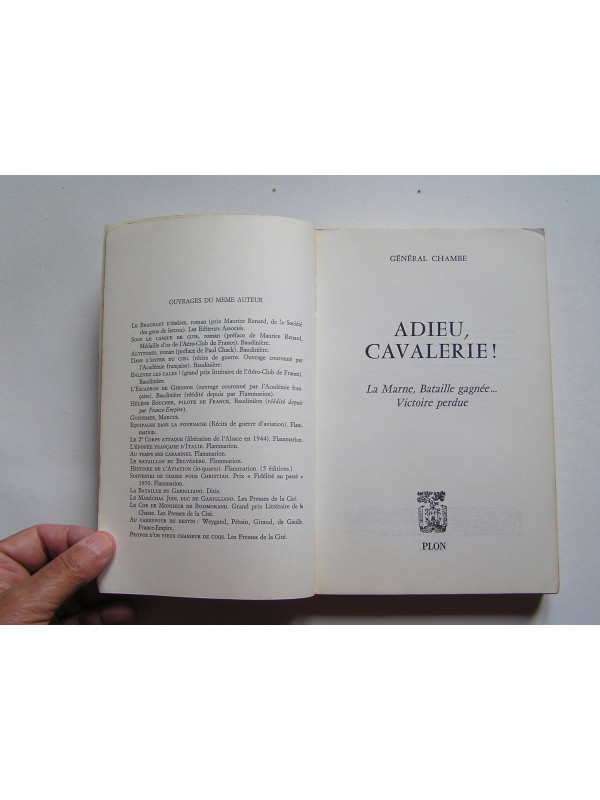 OUVRAGES DU MEME AUTEUR
LE BRACELET D'ÉBÈNE, roman (prix Maurice Renard, de la Société
des gens de lettres). Les Editeurs Associés.
SOUS LE CASQUE DE CUIR, roman (préface de Maurice Renard,
Médaille d'or de l'Aéro-Club de France). Baudinière.
ALTITUDES, roman (préface de Paul Chack). Baudinière.
DANS L'ENFER DU CIEL (récits de guerre. Ouvrage couronné par
l'Académie française). Baudinière.
ENLEVEZ LES CALES ! (grand prix littéraire de l'Aéro-Club de France),
Baudinière.
L'ESCADRON DE GIRONDE (ouvrage couronné par l'Académie fran-
çaise). Baudinière (réédité depuis par Flammarion).
HÉLÈNE BOUCHER, PILOTE DE FRANCE, Baudinière (réédité depuis
par France-Empire).
GUYNEMER, MARCUS.
EQUIPAGES DANS LA FOURNAISE (Récits de guerre d'aviation). Flam-
marion.
LE 2e CORPS ATTAQUE (libération de l'Alsace en 1944). Flammarion.
L'ÉPOPÉE FRANÇAISE D'ITALIE. Flammarion.
AU TEMPS DES CARABINES. Flammarion.
LE BATAILLON DU BELVÉDÈRE. Flammarion.
HISTOIRE DE L'AVIATION (in-quarto). Flammarion. (5 éditions.)
SOUVENIRS DE CHASSE POUR CHRISTIAN. Prix « Fidélité au passé »
1970. Flammarion.
LA BATAILLE DU GARIGLIANO. Ditis.
LE MARÉCHAL JUIN, DUC DE GARIGLIANO. Les Presses de la Cité.
LE COR DE MONSIEUR DE BOISMORAND. Grand prix Littéraire de la
Chasse. Les Presses de la Cité.
AU CARREFOUR DU DESTIN : Weygand, Pétain, Giraud, de Gaulle.
France-Empire.
PROPOS D'UN VIEUX CHASSEUR DE COQS. Les Presses de la Cité.
GÉNÉRAL CHAMBE
ADIEU,
CAVALERIE !
La Marne, Bataille gagnée...
Victoire perdue
PLON